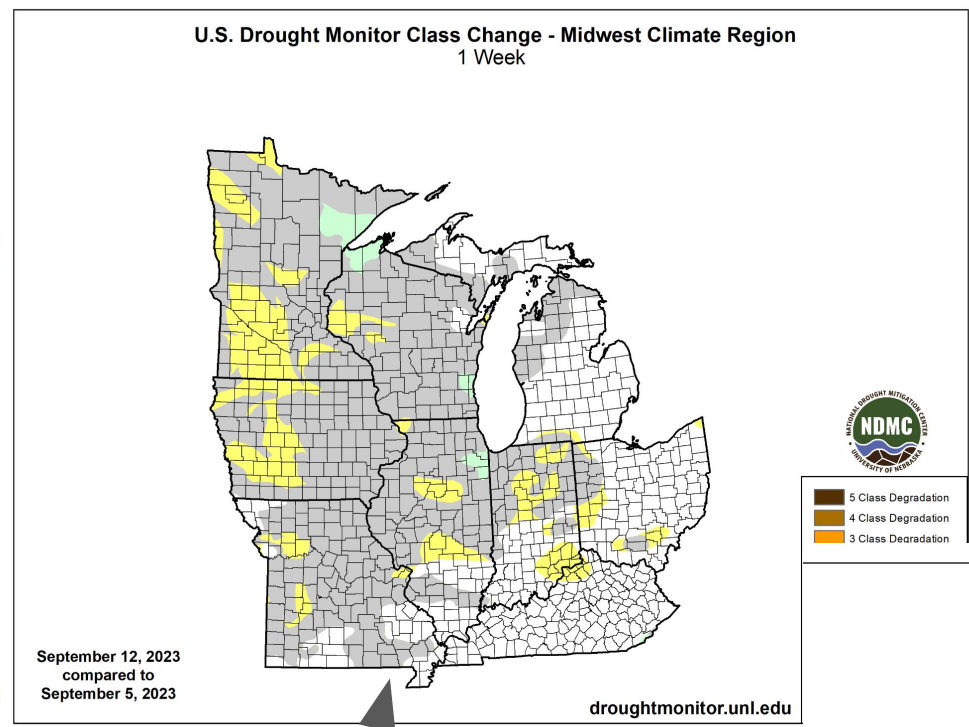 U.S. Drought Monitor Class Change - Midwest Climate Region
1 Week
NATIONAL DROUGHT MITIGATION CENTER
NDMC
UNIVERSITY OF NEBRASKA
5 Class Degradation
4 Class Degradation
3 Class Degradation
September 12, 2023
compared to
September 5, 2023
droughtmonitor.unl.edu